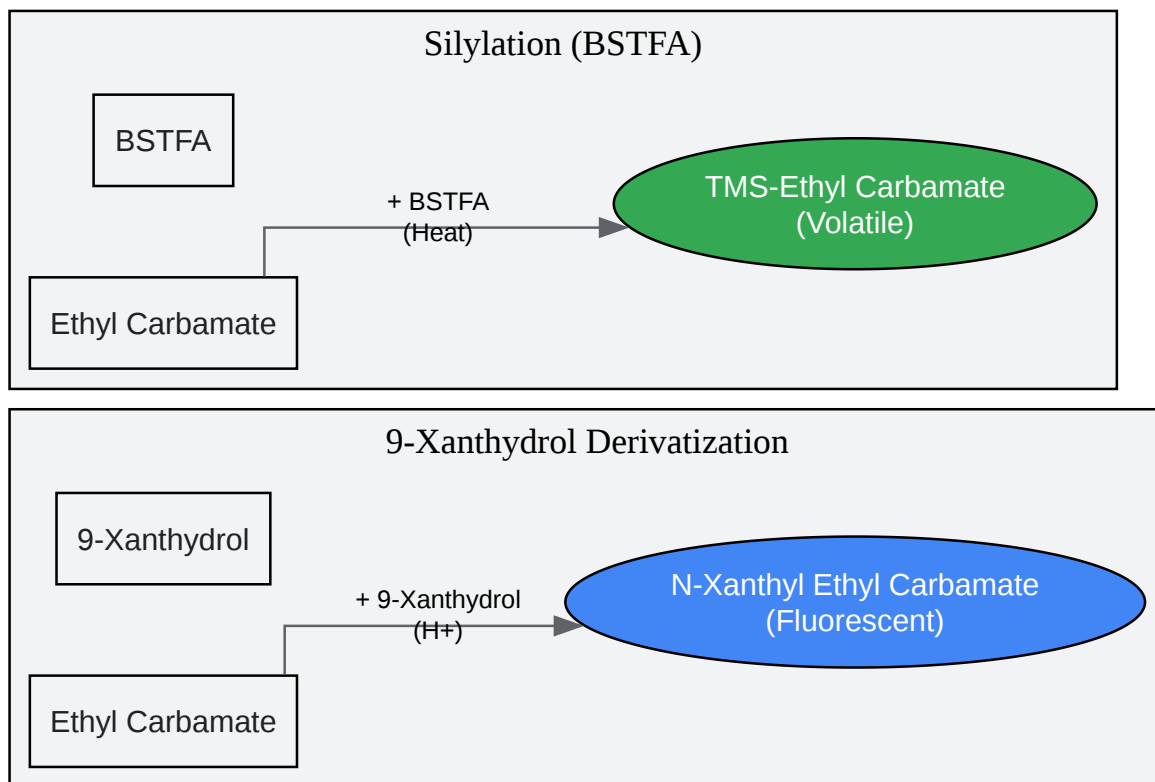 Silylation (BSTFA)
BSTFA
+ BSTFA
(Heat)
TMS-Ethyl Carbamate
(Volatile)
Ethyl Carbamate
9-Xanthydrol Derivatization
9-Xanthydrol
+ 9-Xanthydrol
(H+)
N-Xanthyl Ethyl Carbamate
(Fluorescent)
Ethyl Carbamate